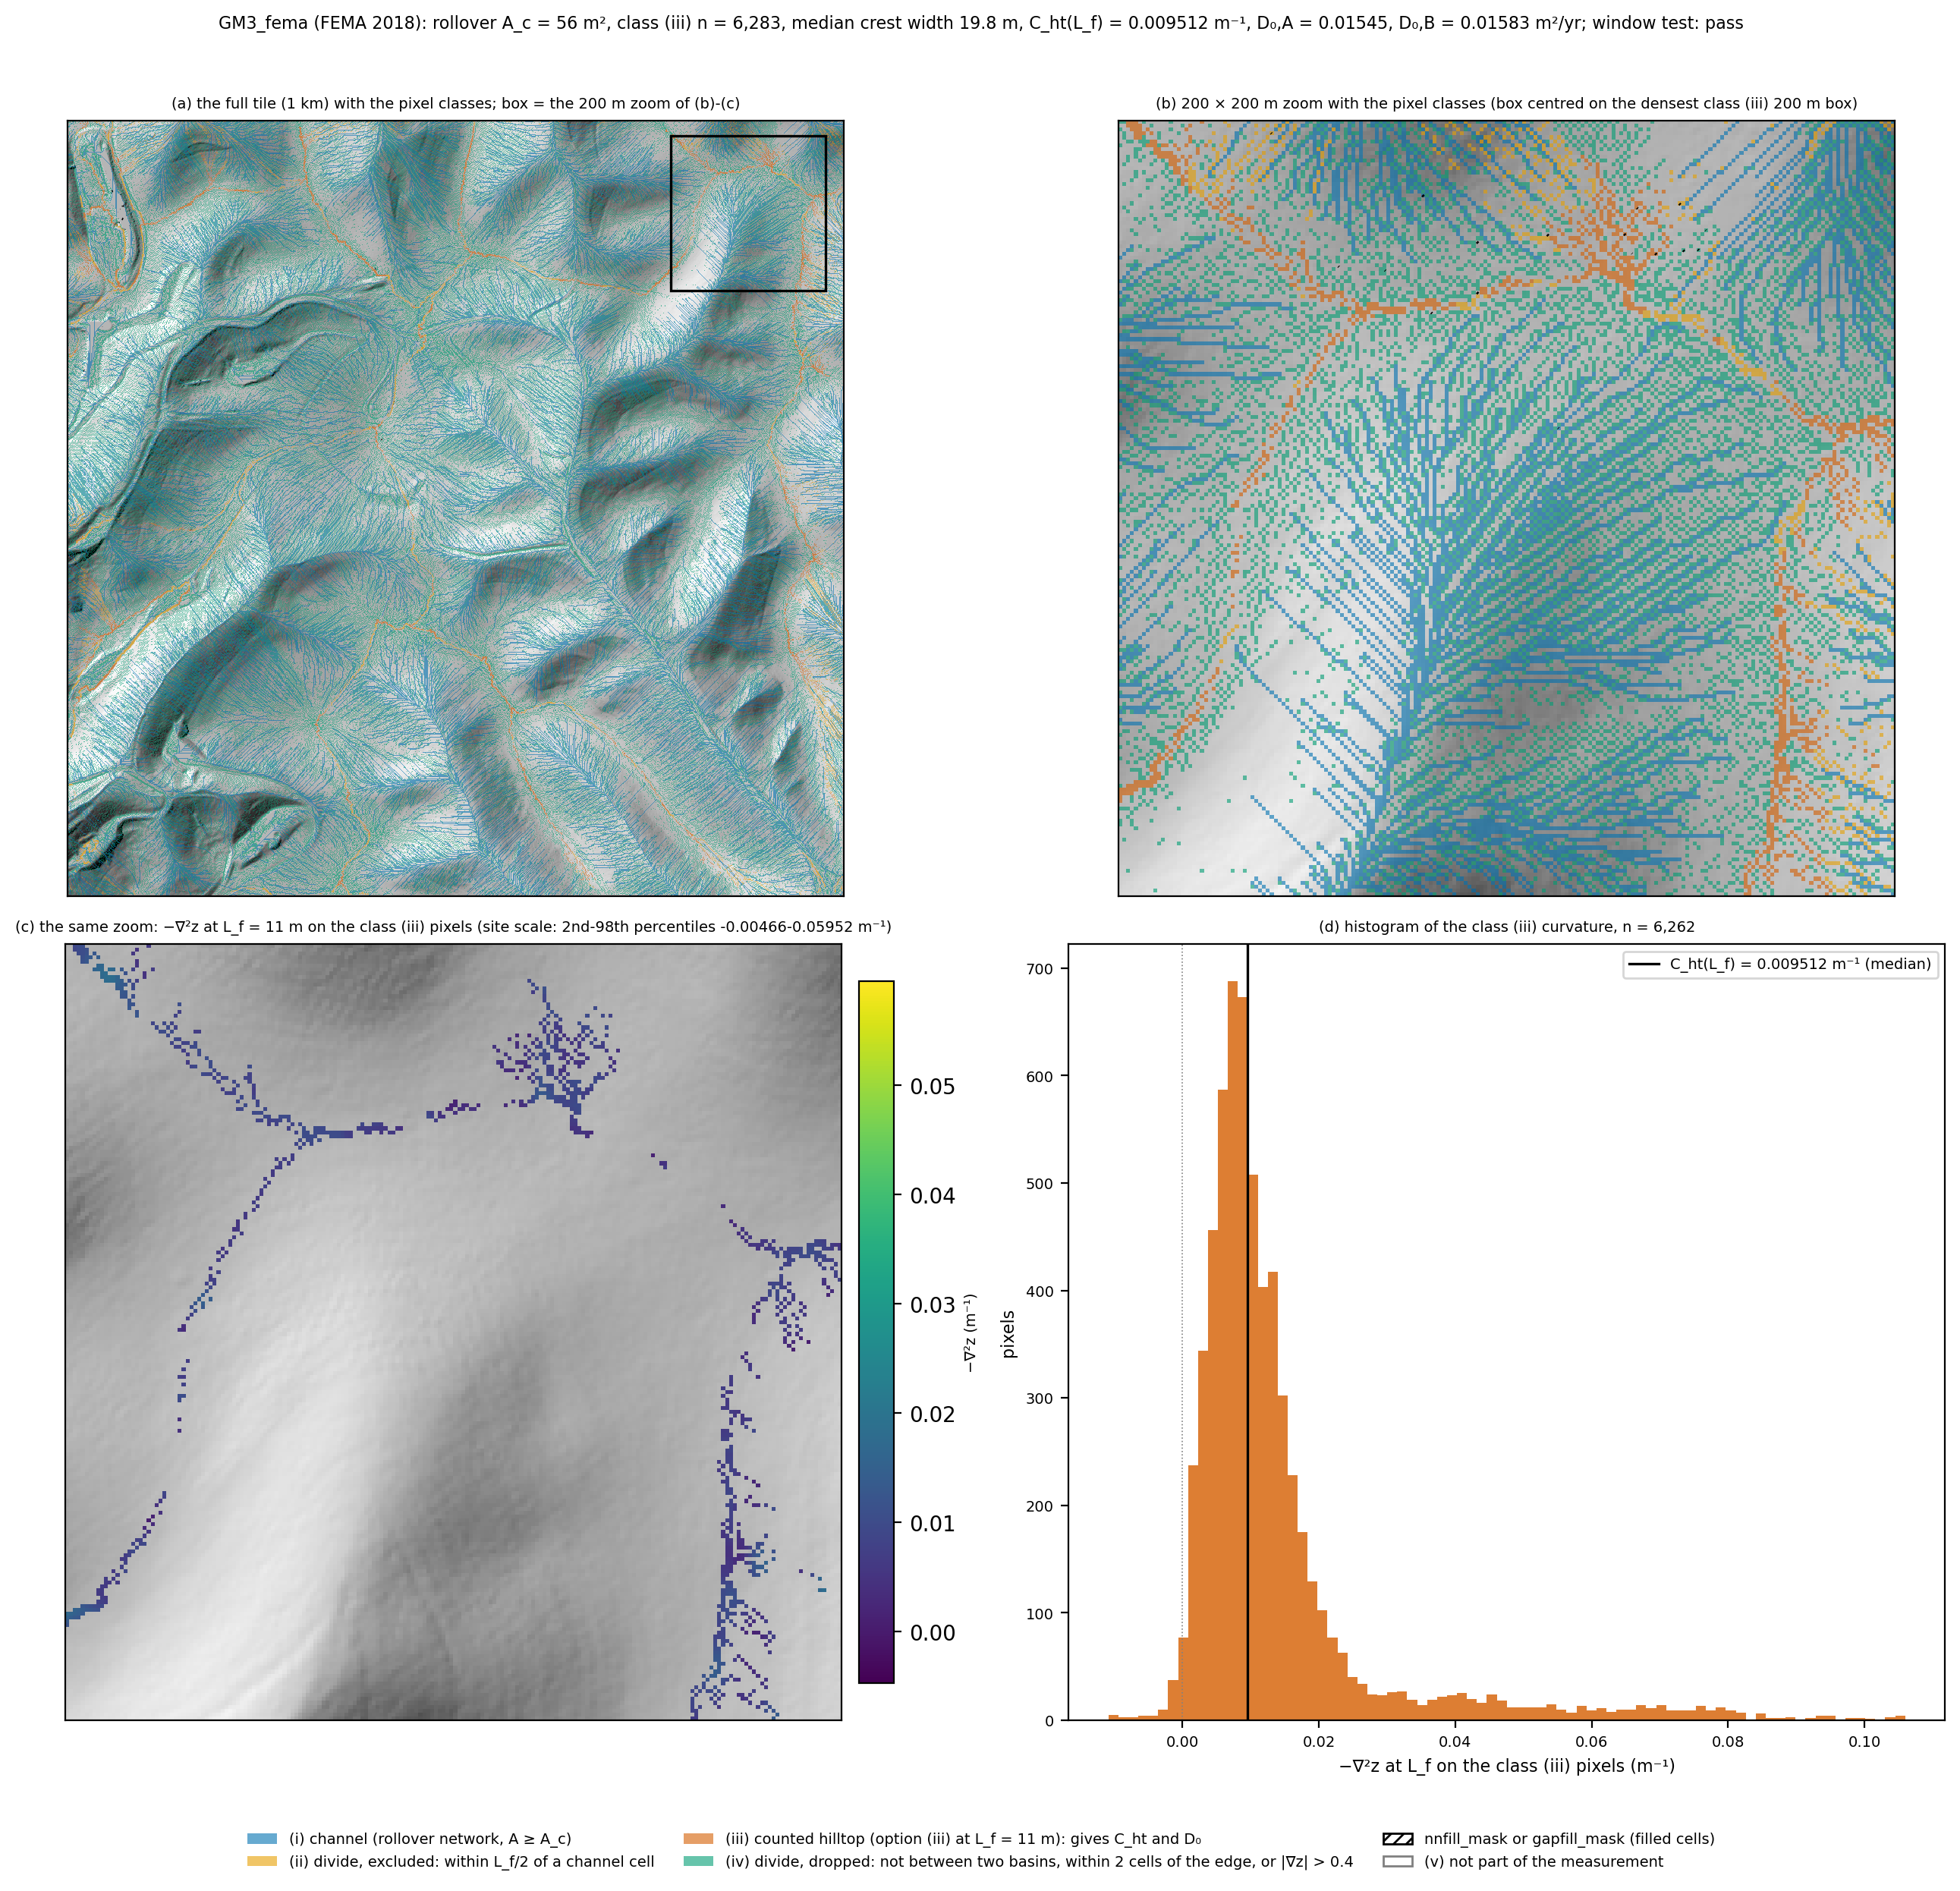 GM3_fema (FEMA 2018): rollover A_c = 56 m², class (iii) n = 6,283, median crest width 19.8 m, C_ht(L_f) = 0.009512 m⁻¹, D₀,A = 0.01545, D₀,B = 0.01583 m²/yr; window test: pass
(a) the full tile (1 km) with the pixel classes; box = the 200 m zoom of (b)-(c)
(b) 200 × 200 m zoom with the pixel classes (box centred on the densest class (iii) 200 m box)
(c) the same zoom: −∇²z at L_f = 11 m on the class (iii) pixels (site scale: 2nd-98th percentiles -0.00466-0.05952 m⁻¹)
0.05
0.04
0.03
0.02
0.01
0.00
−∇²z (m⁻¹)
(d) histogram of the class (iii) curvature, n = 6,262
C_ht(L_f) = 0.009512 m⁻¹ (median)
700
600
500
400
300
200
100
0
pixels
0.00 0.02 0.04 0.06 0.08 0.10
−∇²z at L_f on the class (iii) pixels (m⁻¹)
(i) channel (rollover network, A ≥ A_c)
(ii) divide, excluded: within L_f/2 of a channel cell
(iii) counted hilltop (option (iii) at L_f = 11 m): gives C_ht and D₀
(iv) divide, dropped: not between two basins, within 2 cells of the edge, or |∇z| > 0.4
nnfill_mask or gapfill_mask (filled cells)
(v) not part of the measurement